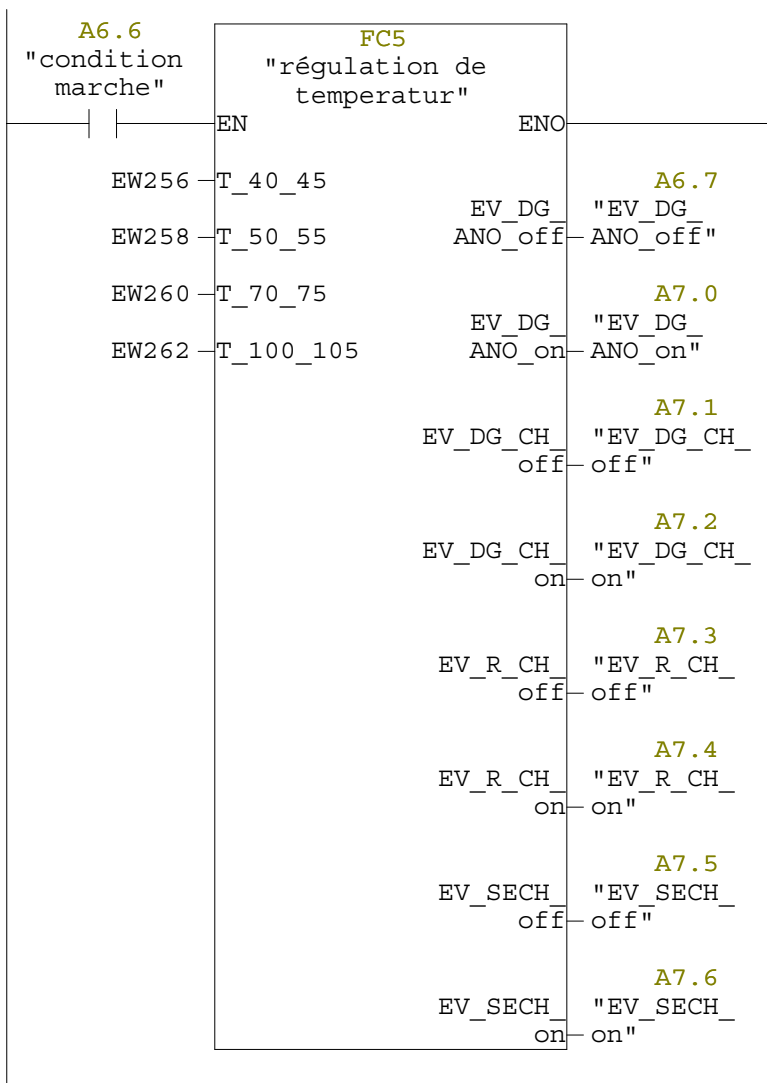 A6.6
"condition
marche"
FC5
"régulation de
temperatur"
EN ENO
EW256 T_40_45
A6.7
EV_DG_ "EV_DG_
EW258 T_50_55 ANO_off ANO_off"
EW260 T_70_75
A7.0
EV_DG_ "EV_DG_
EW262 T_100_105 ANO_on ANO_on"
A7.1
EV_DG_CH_ "EV_DG_CH_
off off"
A7.2
EV_DG_CH_ "EV_DG_CH_
on on"
A7.3
EV_R_CH_ "EV_R_CH_
off off"
A7.4
EV_R_CH_ "EV_R_CH_
on on"
A7.5
EV_SECH_ "EV_SECH_
off off"
A7.6
EV_SECH_ "EV_SECH_
on on"